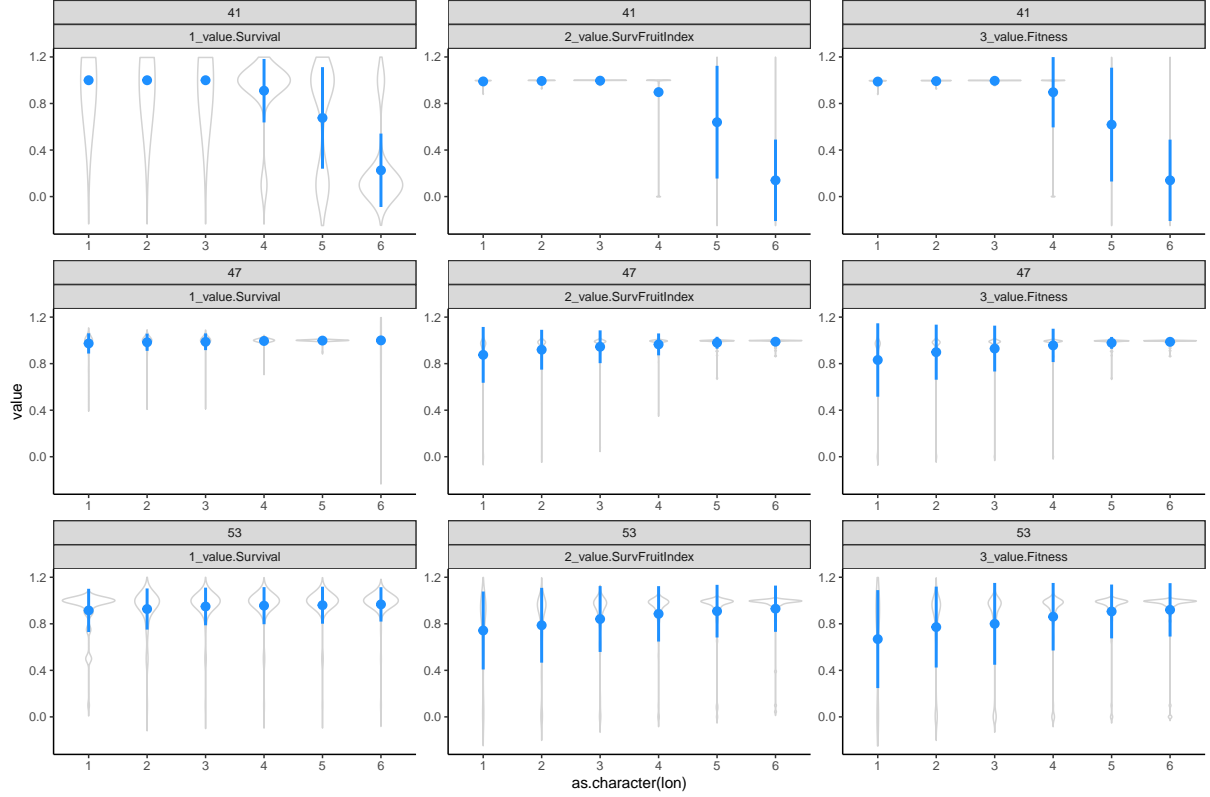 41 41 41
1_value.Survival 2_value.SurvFruitIndex 3_value.Fitness
1.2 1.2 1.2
0.8 0.8 0.8
0.4 0.4 0.4
0.0 0.0 0.0
1 2 3 4 5 6 1 2 3 4 5 6 1 2 3 4 5 6
47 47 47
1_value.Survival 2_value.SurvFruitIndex 3_value.Fitness
1.2 1.2 1.2
0.8 0.8 0.8
value
0.4 0.4 0.4
0.0 0.0 0.0
1 2 3 4 5 6 1 2 3 4 5 6 1 2 3 4 5 6
53 53 53
1_value.Survival 2_value.SurvFruitIndex 3_value.Fitness
1.2 1.2 1.2
0.8 0.8 0.8
0.4 0.4 0.4
0.0 0.0 0.0
1 2 3 4 5 6 1 2 3 4 5 6 1 2 3 4 5 6
as.character(lon)